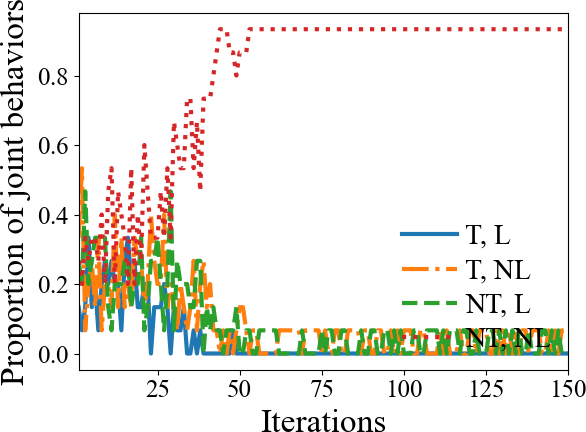 Proportion of joint behaviors
0.8
0.6
0.4
0.2
0.0
T, L
T, NL
NT, L
NT, NL
25
50
75
100
125
150
Iterations